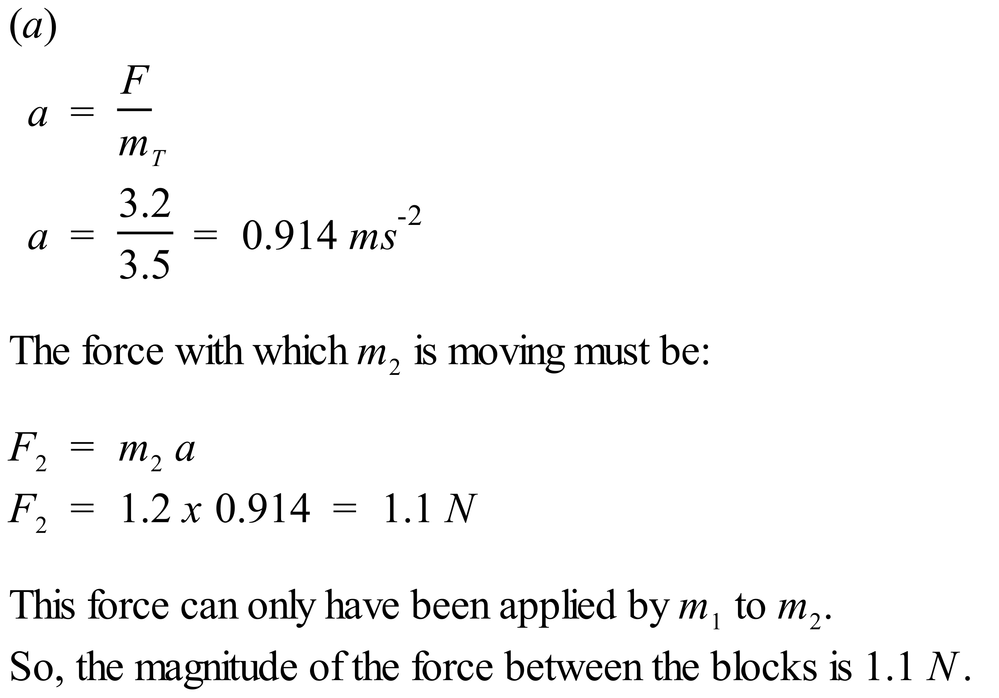 (a)
a = F / m_T
a = 3.2 / 3.5 = 0.914 ms^-2
The force with which m_2 is moving must be:
F_2 = m_2 a
F_2 = 1.2 x 0.914 = 1.1 N
This force can only have been applied by m_1 to m_2.
So, the magnitude of the force between the blocks is 1.1 N.